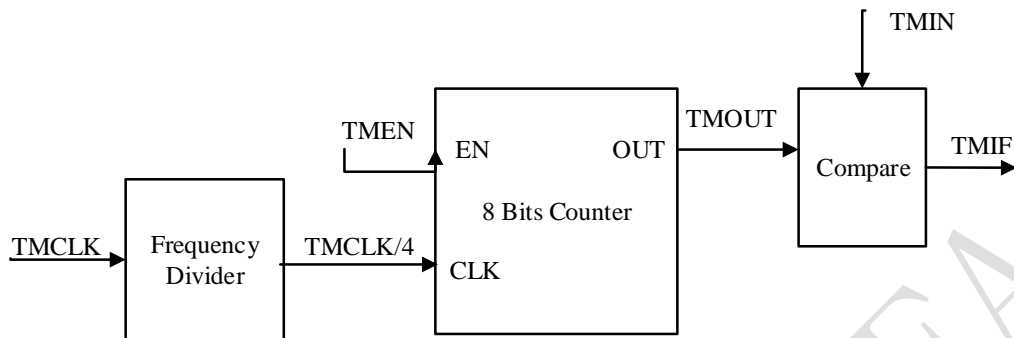 TMIN
TMEN
EN
OUT
TMOUT
Compare
TMIF
8 Bits Counter
TMCLK
Frequency
Divider
TMCLK/4
CLK